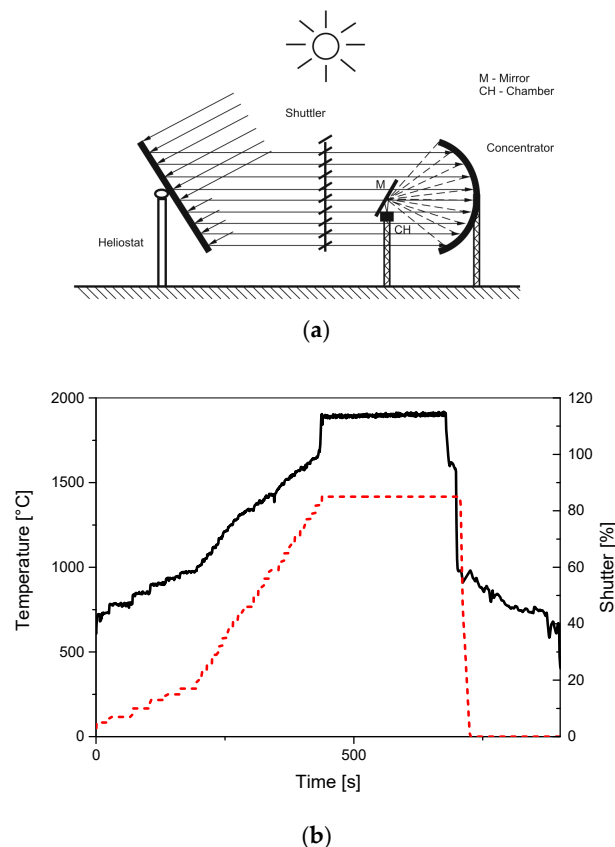 M - Mirror
CH - Chamber
Shuttler
Concentrator
M
CH
Heliostat
(a)
2000
1500
1000
500
0
Temperature [°C]
120
100
80
60
40
20
0
Shutter [%]
0
500
Time [s]
(b)